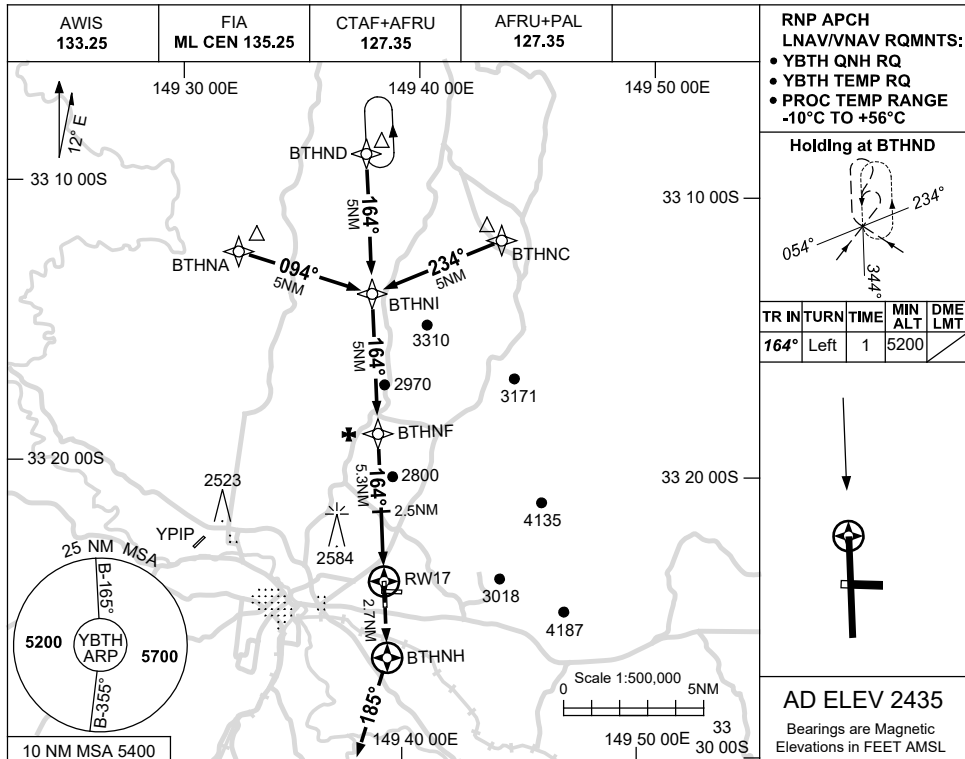 AWIS
133.25
FIA
ML CEN 135.25
CTAF+AFRU
127.35
AFRU+PAL
127.35
RNP APCH
LNAV/VNAV RQMNTS:
• YBTH QNH RQ
• YBTH TEMP RQ
• PROC TEMP RANGE
-10°C TO +56°C
149 30 00E
149 40 00E
149 50 00E
12° E
BTHND
33 10 00S
33 10 00S
164°
5NM
BTHNA
094°
5NM
234°
5NM
BTHNC
BTHNI
3310
164°
5NM
2970
3171
BTHNF
33 20 00S
33 20 00S
2800
164°
5.3NM
2.5NM
2523
4135
YPIP
2584
RW17
3018
4187
2.7NM
BTHNH
185°
25 NM MSA
B-165°
5200
YBTH
ARP
5700
B-355°
10 NM MSA 5400
Scale 1:500,000
0
5NM
149 40 00E
149 50 00E
33
30 00S
Holding at BTHND
234°
054°
344°
TR IN TURN TIME MIN ALT DME LMT
164° Left 1 5200
AD ELEV 2435
Bearings are Magnetic
Elevations in FEET AMSL